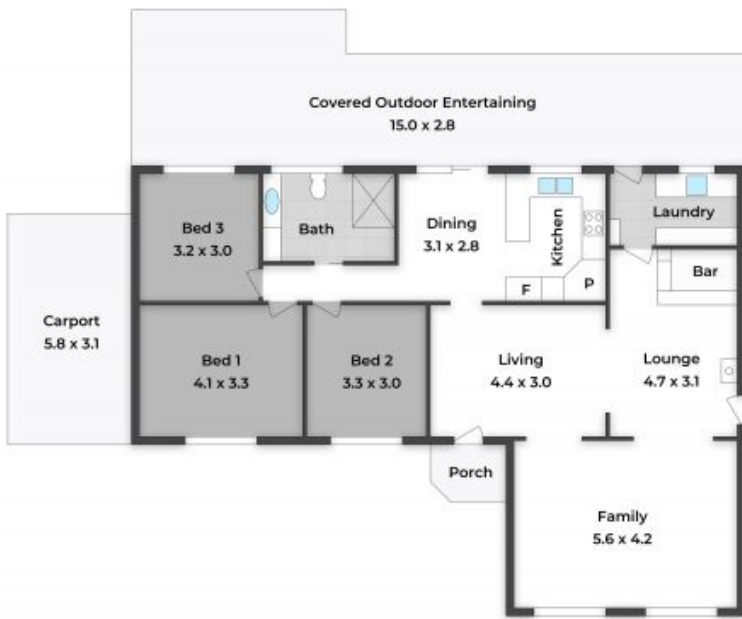 Covered Outdoor Entertaining
15.0 x 2.8
Bed 3
3.2 x 3.0
Bath
Dining
3.1 x 2.8
Kitchen
F
P
Laundry
Bar
Carport
5.8 x 3.1
Bed 1
4.1 x 3.3
Bed 2
3.3 x 3.0
Living
4.4 x 3.0
Lounge
4.7 x 3.1
Porch
Family
5.6 x 4.2